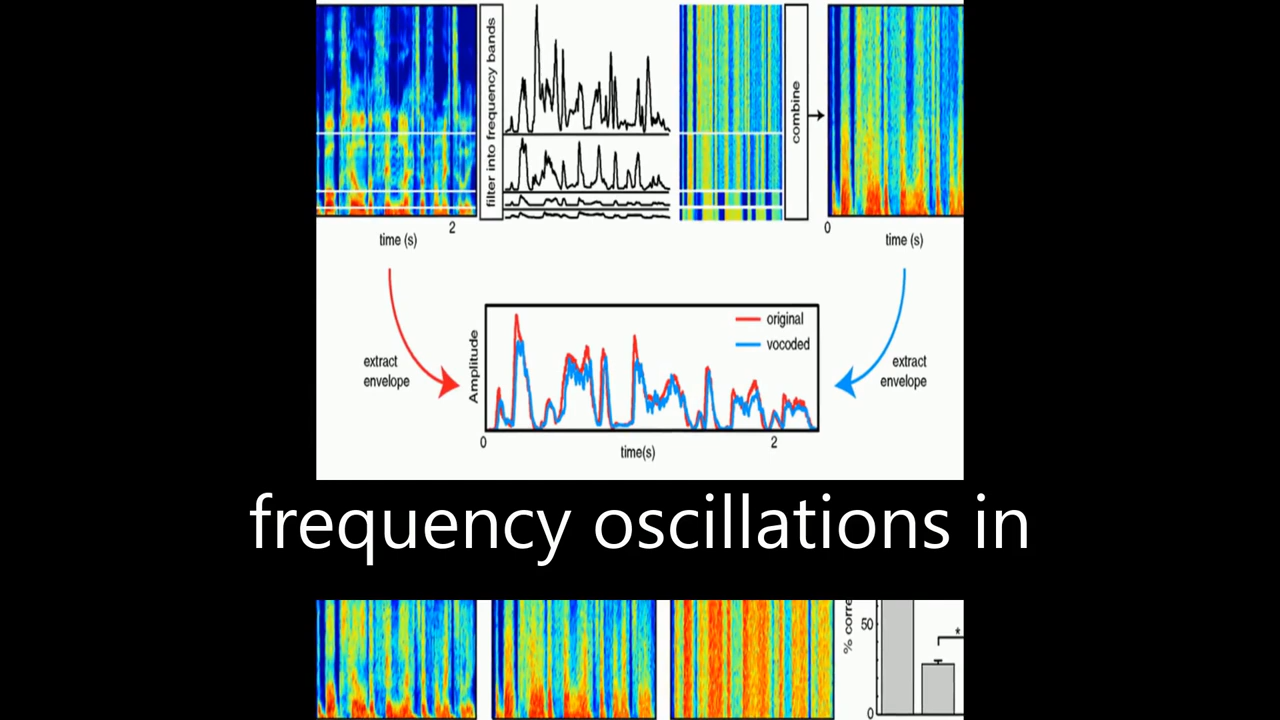 filter into frequency bands
combine
2
time (s)
0
time (s)
extract
envelope
Amplitude
original
vocoded
extract
envelope
0
2
time(s)
frequency oscillations in
% corre
50
*
0